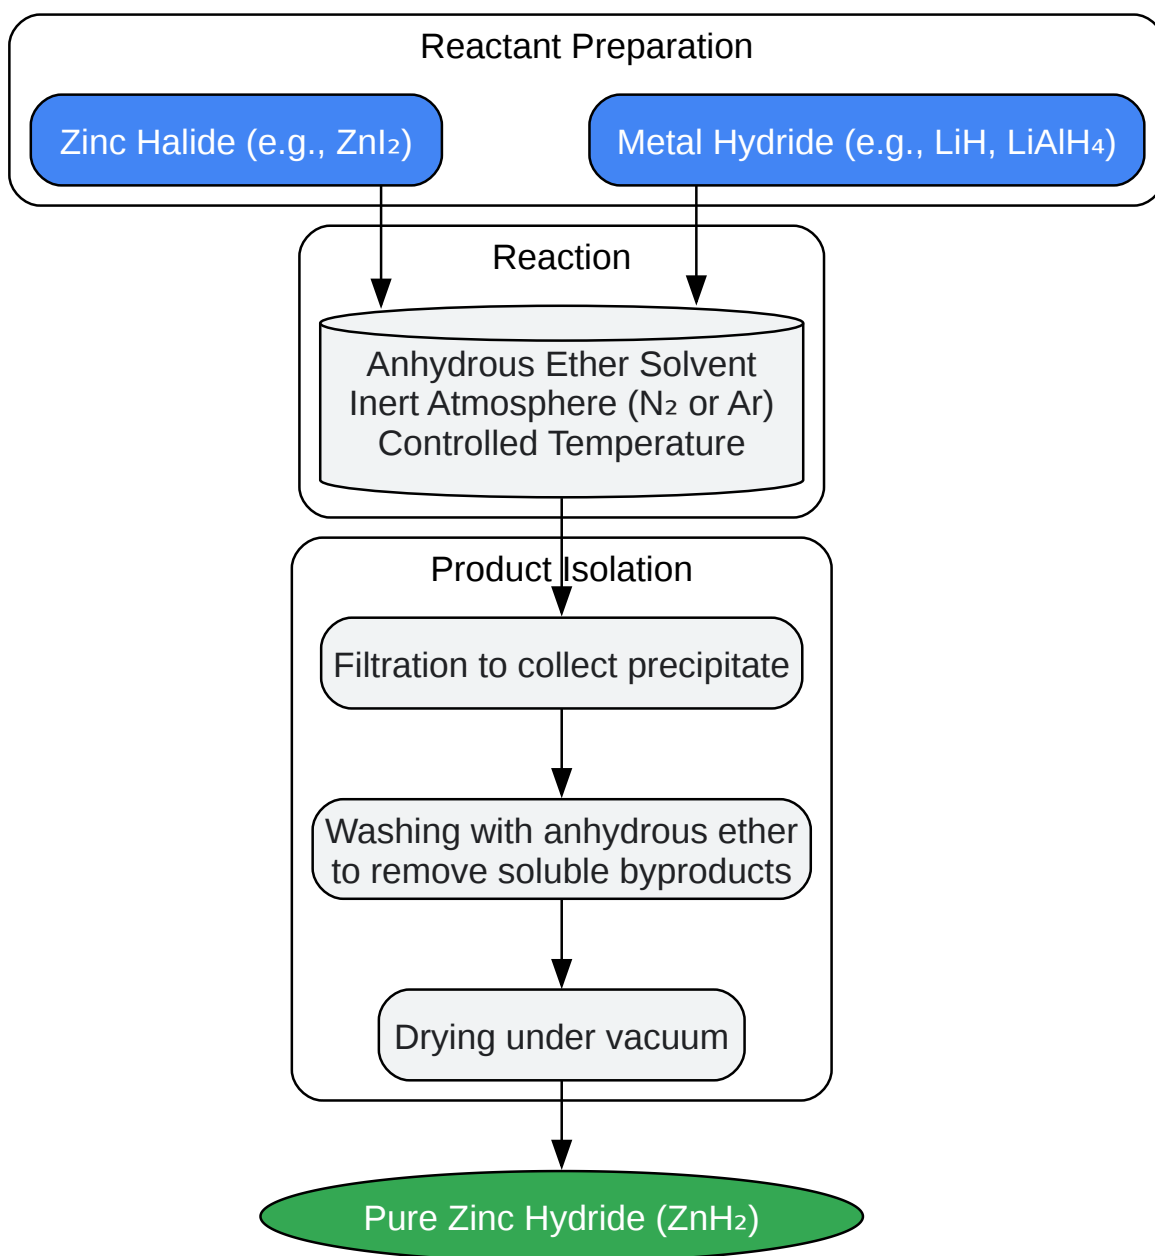 Reactant Preparation
Zinc Halide (e.g., ZnI₂)
Metal Hydride (e.g., LiH, LiAlH₄)
Reaction
Anhydrous Ether Solvent
Inert Atmosphere (N₂ or Ar)
Controlled Temperature
Product Isolation
Filtration to collect precipitate
Washing with anhydrous ether
to remove soluble byproducts
Drying under vacuum
Pure Zinc Hydride (ZnH₂)